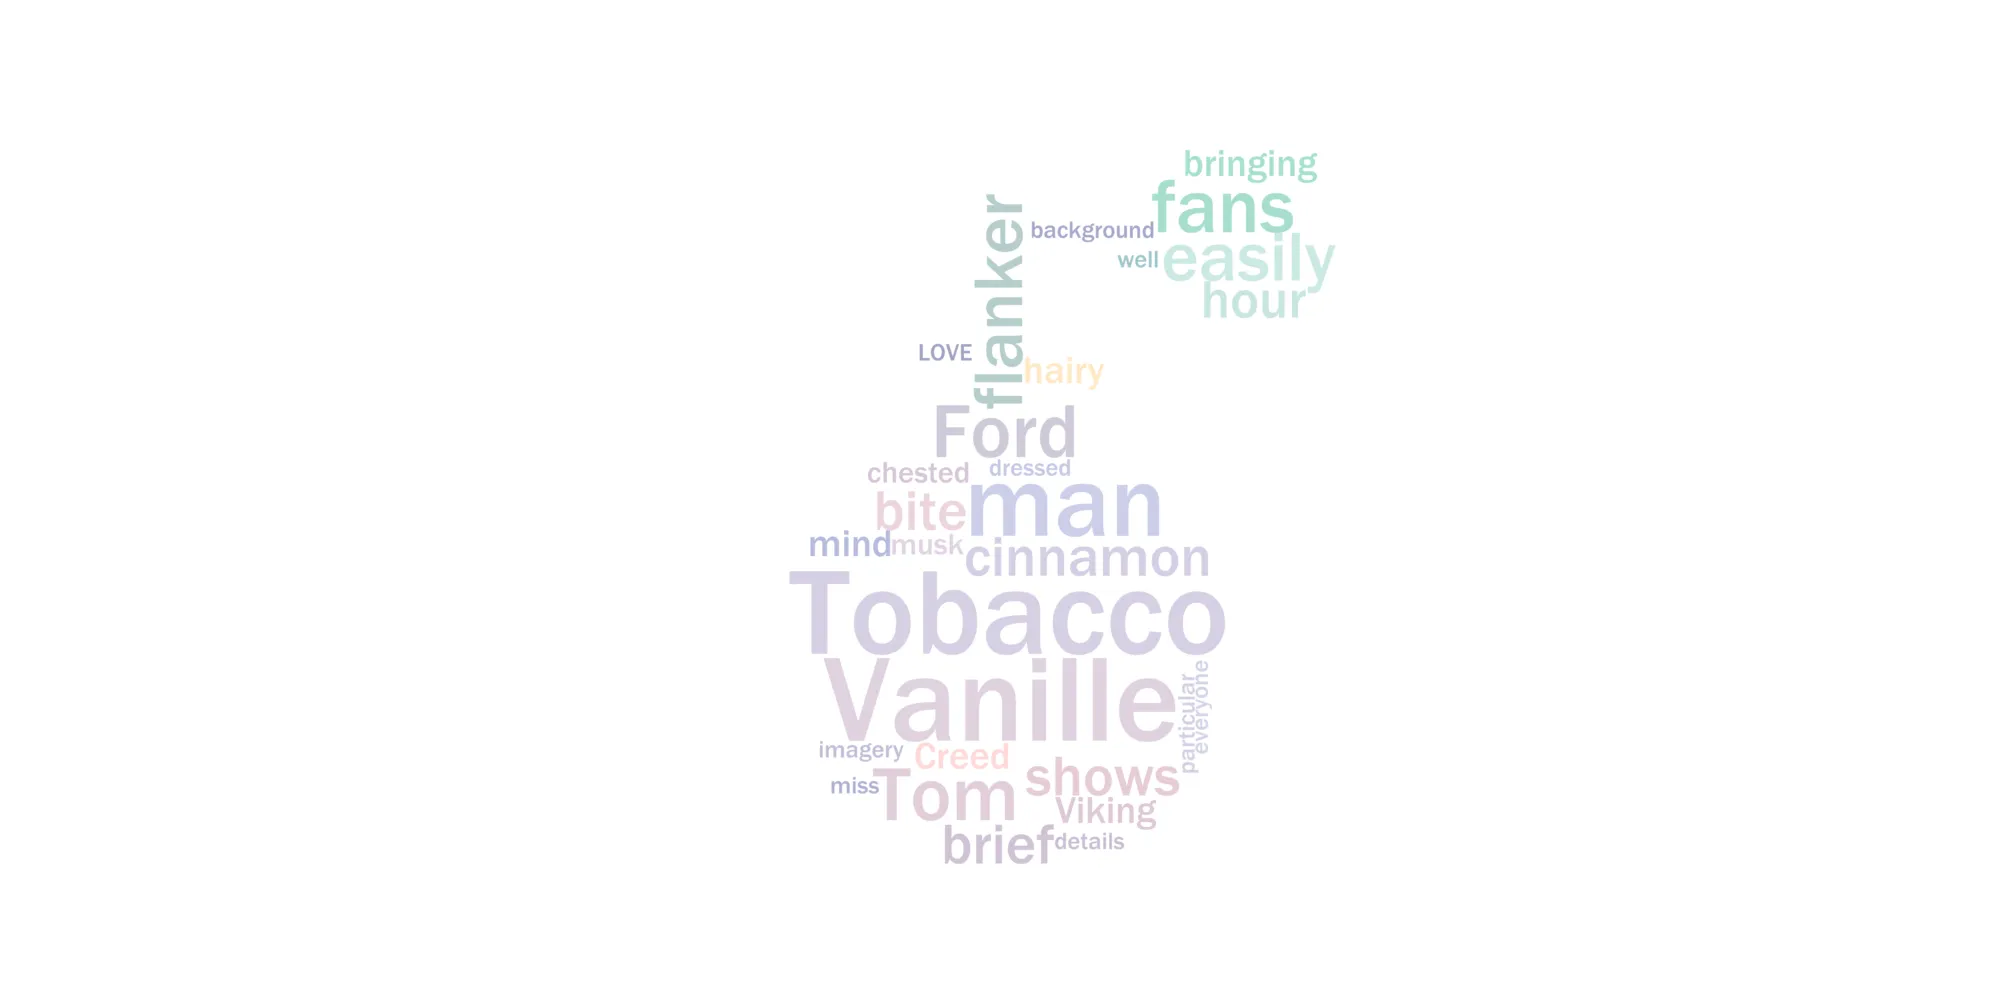 bringing
fans
flanker
background
well
easily
hour
LOVE
hairy
Ford
chested
dressed
bite
man
mind
musk
cinnamon
Tobacco
Vanille
particular
everyone
imagery
Creed
shows
miss
Tom
Viking
brief
details